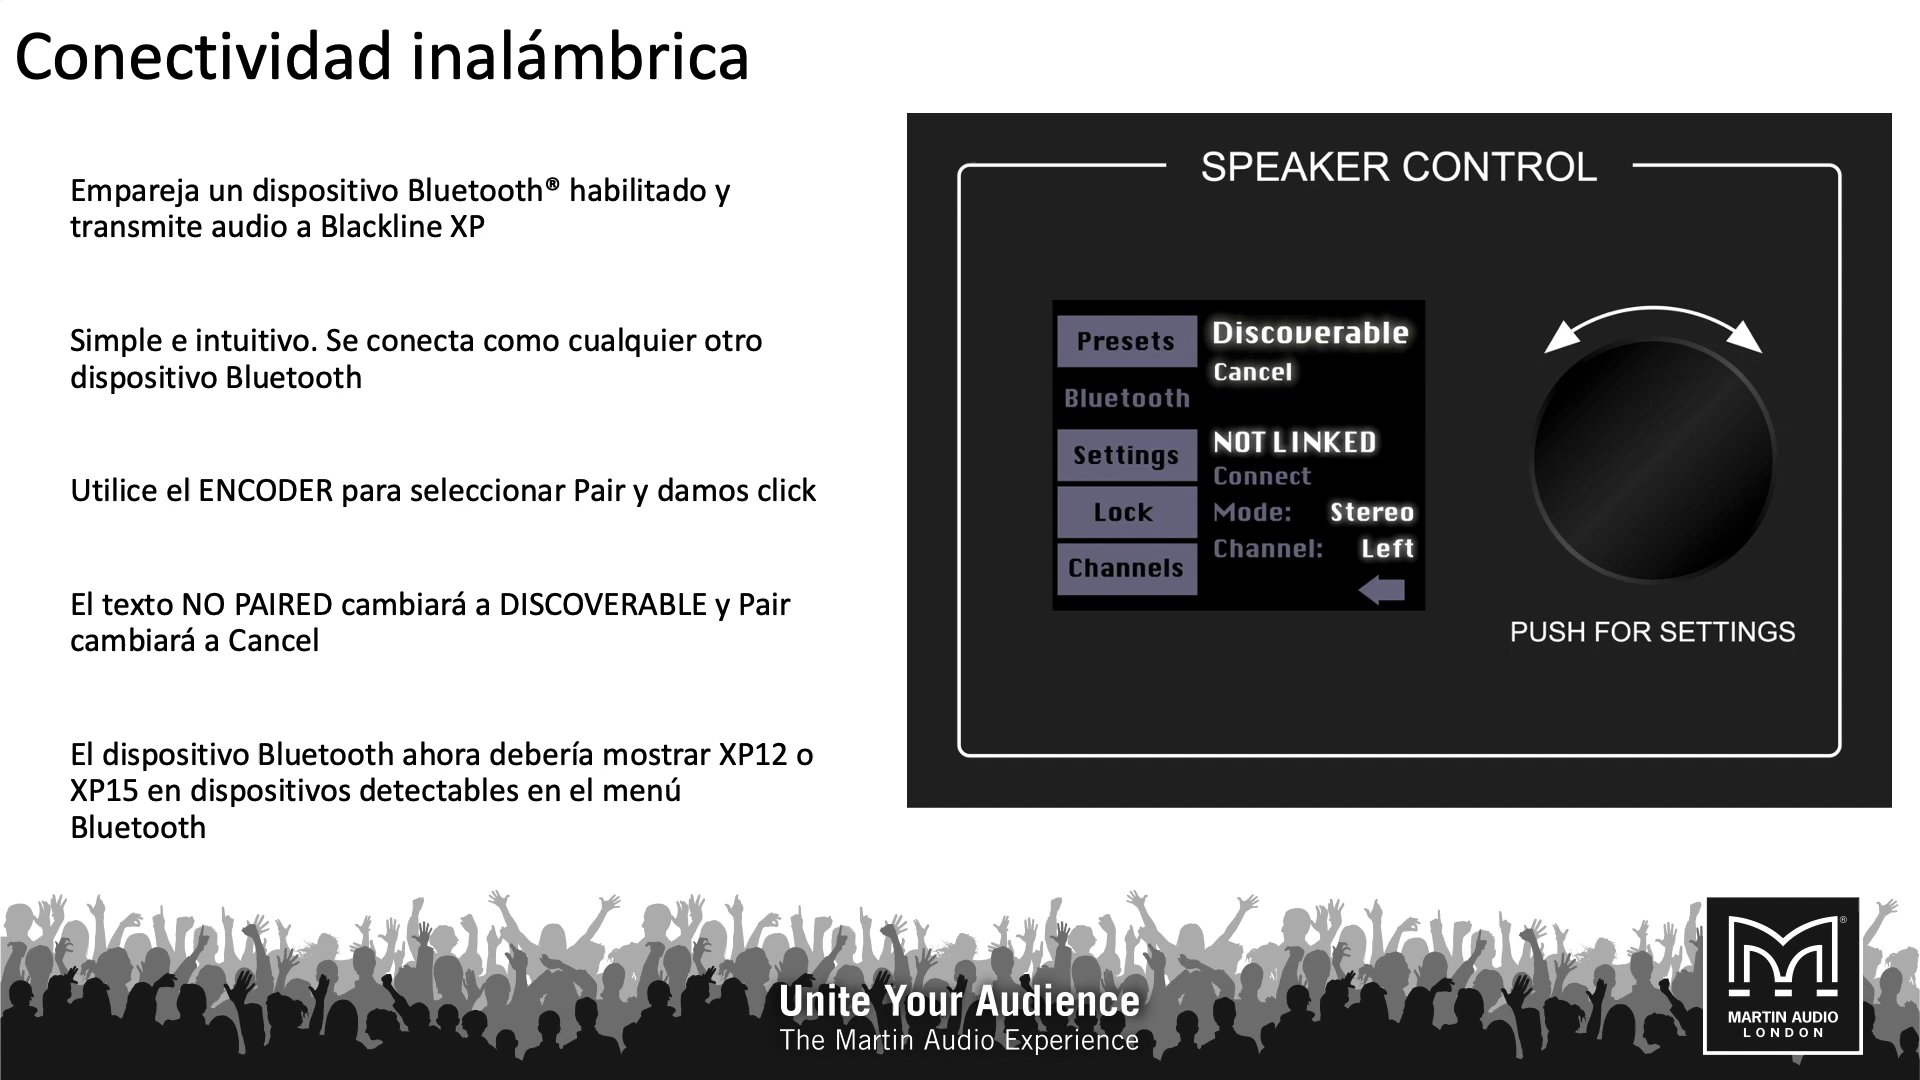 Conectividad inalámbrica
Empareja un dispositivo Bluetooth® habilitado y
transmite audio a Blackline XP
Simple e intuitivo. Se conecta como cualquier otro
dispositivo Bluetooth
Utilice el ENCODER para seleccionar Pair y damos click
El texto NO PAIRED cambiará a DISCOVERABLE y Pair
cambiará a Cancel
El dispositivo Bluetooth ahora debería mostrar XP12 o
XP15 en dispositivos detectables en el menú
Bluetooth
SPEAKER CONTROL
Presets
Bluetooth
Settings
Lock
Channels
Discoverable
Cancel
NOT LINKED
Connect
Mode: Stereo
Channel: Left
PUSH FOR SETTINGS
Unite Your Audience
The Martin Audio Experience
®
MARTIN AUDIO
LONDON